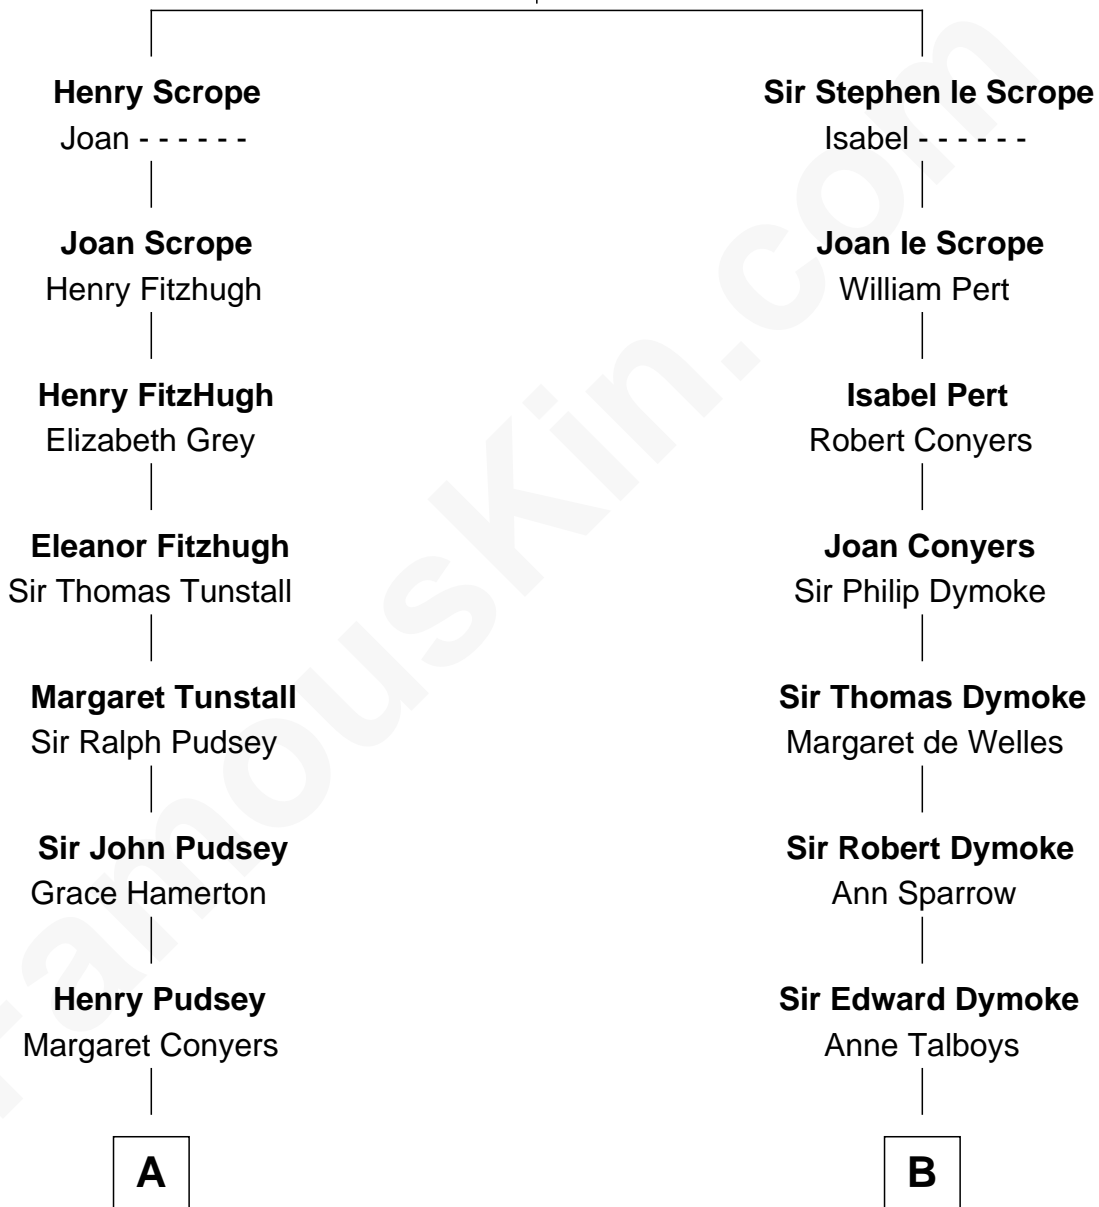 Henry Scrope
Joan - - - - - -
Joan Scrope
Henry Fitzhugh
Henry FitzHugh
Elizabeth Grey
Eleanor Fitzhugh
Sir Thomas Tunstall
Margaret Tunstall
Sir Ralph Pudsey
Sir John Pudsey
Grace Hamerton
Henry Pudsey
Margaret Conyers
A
Sir Stephen le Scrope
Isabel - - - - - -
Joan le Scrope
William Pert
Isabel Pert
Robert Conyers
Joan Conyers
Sir Philip Dymoke
Sir Thomas Dymoke
Margaret de Welles
Sir Robert Dymoke
Ann Sparrow
Sir Edward Dymoke
Anne Talboys
B
FamousKin.com